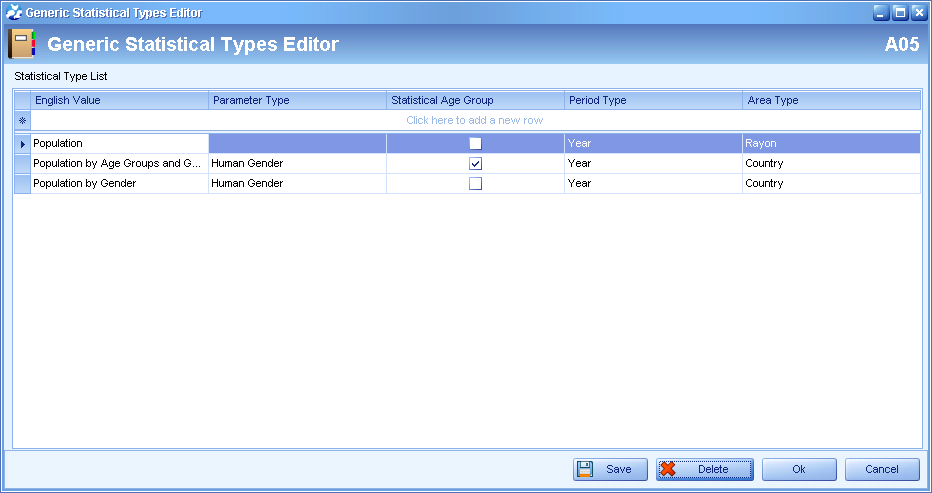 Generic Statistical Types Editor
Generic Statistical Types Editor A05
Statistical Type List
English Value Parameter Type Statistical Age Group Period Type Area Type
Click here to add a new row
Population Year Rayon
Population by Age Groups and G... Human Gender Year Country
Population by Gender Human Gender Year Country
Save Delete Ok Cancel